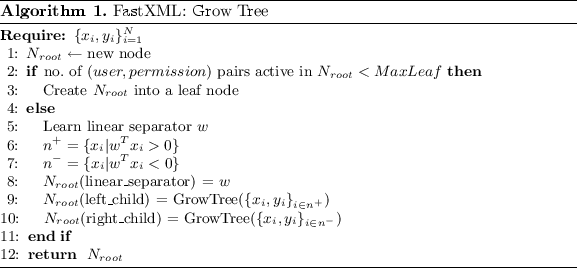 Algorithm 1. FastXML: Grow Tree
Require: {x_i, y_i}_{i=1}^N
1: N_root ← new node
2: if no. of (user, permission) pairs active in N_root < MaxLeaf then
3: Create N_root into a leaf node
4: else
5: Learn linear separator w
6: n^+ = {x_i|w^T x_i > 0}
7: n^- = {x_i|w^T x_i < 0}
8: N_root(linear_separator) = w
9: N_root(left_child) = GrowTree({x_i, y_i}_{i∈n^+})
10: N_root(right_child) = GrowTree({x_i, y_i}_{i∈n^-})
11: end if
12: return N_root